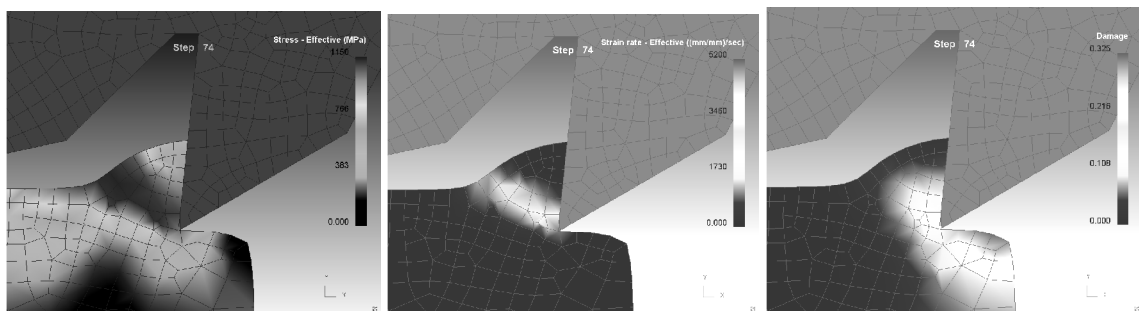 Step 74
Stress - Effective (MPa)
1150
766
383
0.000
Step 74
Strain rate - Effective ((mm/mm)/sec)
5200
3460
1730
0.000
Y
X
Step 74
Damage
0.325
0.216
0.108
0.000